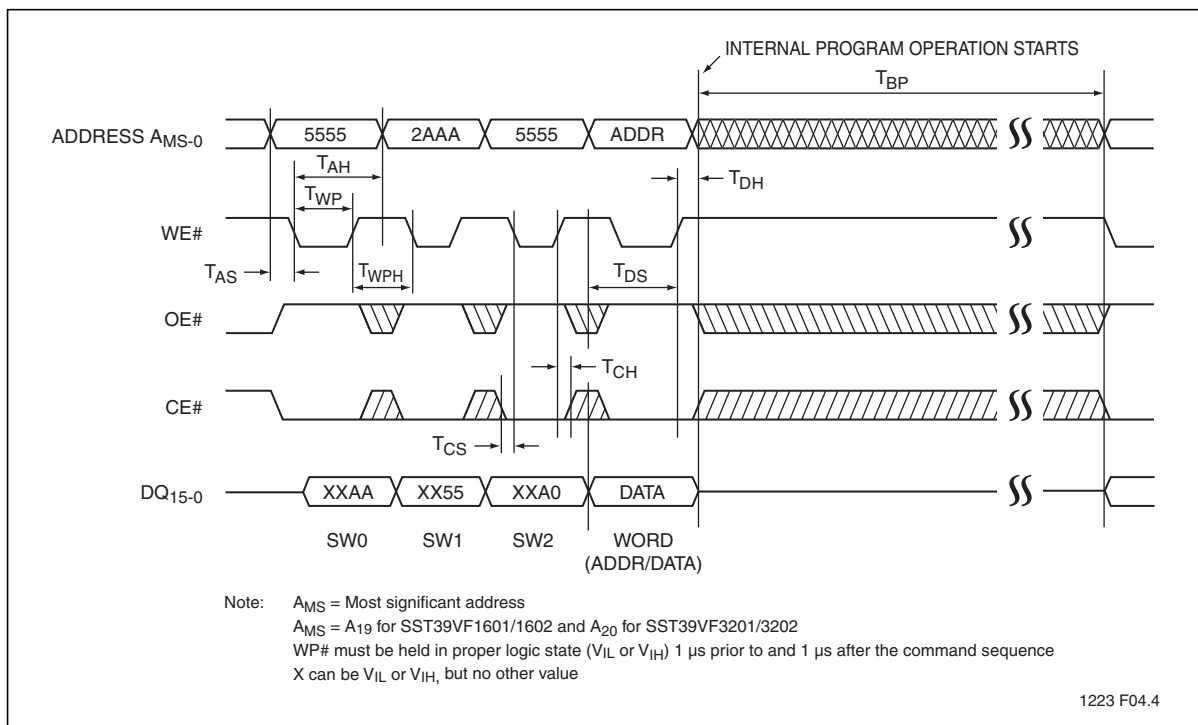 INTERNAL PROGRAM OPERATION STARTS
TBP
ADDRESS AMS-0
5555
2AAA
5555
ADDR
TAH
TDH
TWP
WE#
TAS
TWPH
TDS
OE#
TCH
CE#
TCS
DQ15-0
XXAA
XX55
XXA0
DATA
SW0
SW1
SW2
WORD
(ADDR/DATA)
Note: AMS = Most significant address
AMS = A19 for SST39VF1601/1602 and A20 for SST39VF3201/3202
WP# must be held in proper logic state (VIL or VIH) 1 µs prior to and 1 µs after the command sequence
X can be VIL or VIH, but no other value
1223 F04.4